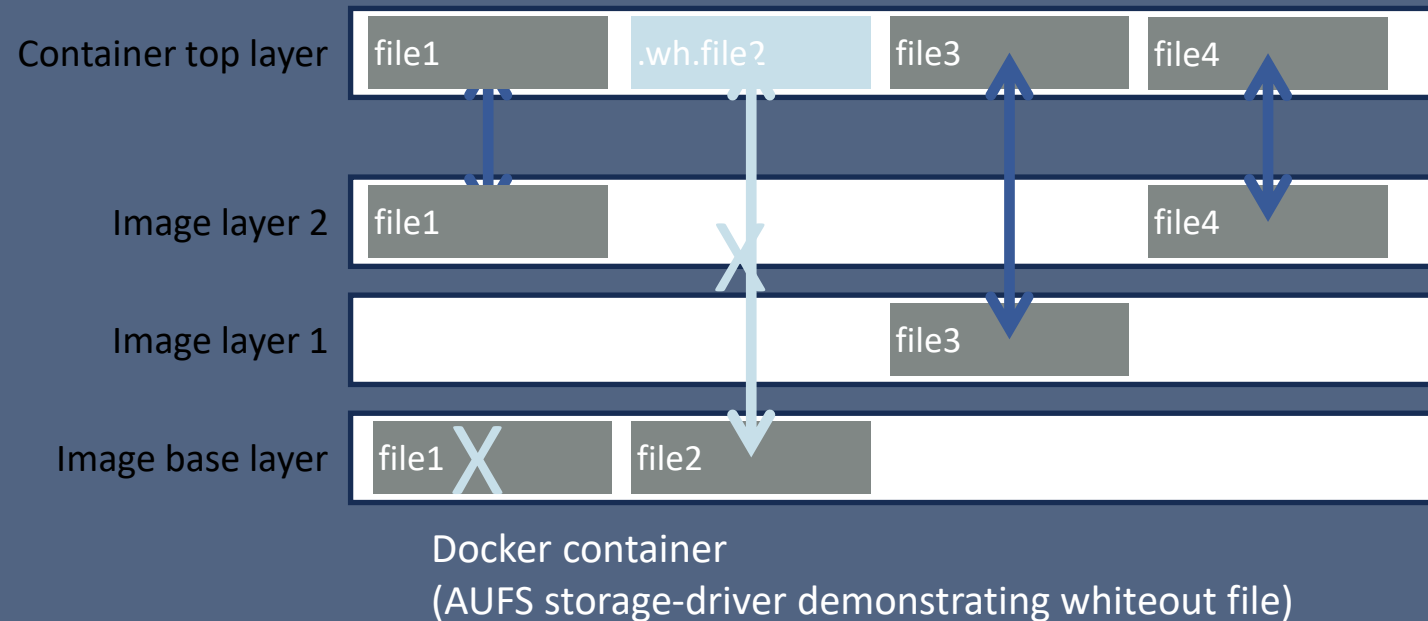 Container top layer file1 .wh.file2 file3 file4
Image layer 2 file1 X file4
Image layer 1 file3
Image base layer file1 X file2
Docker container
(AUFS storage-driver demonstrating whiteout file)